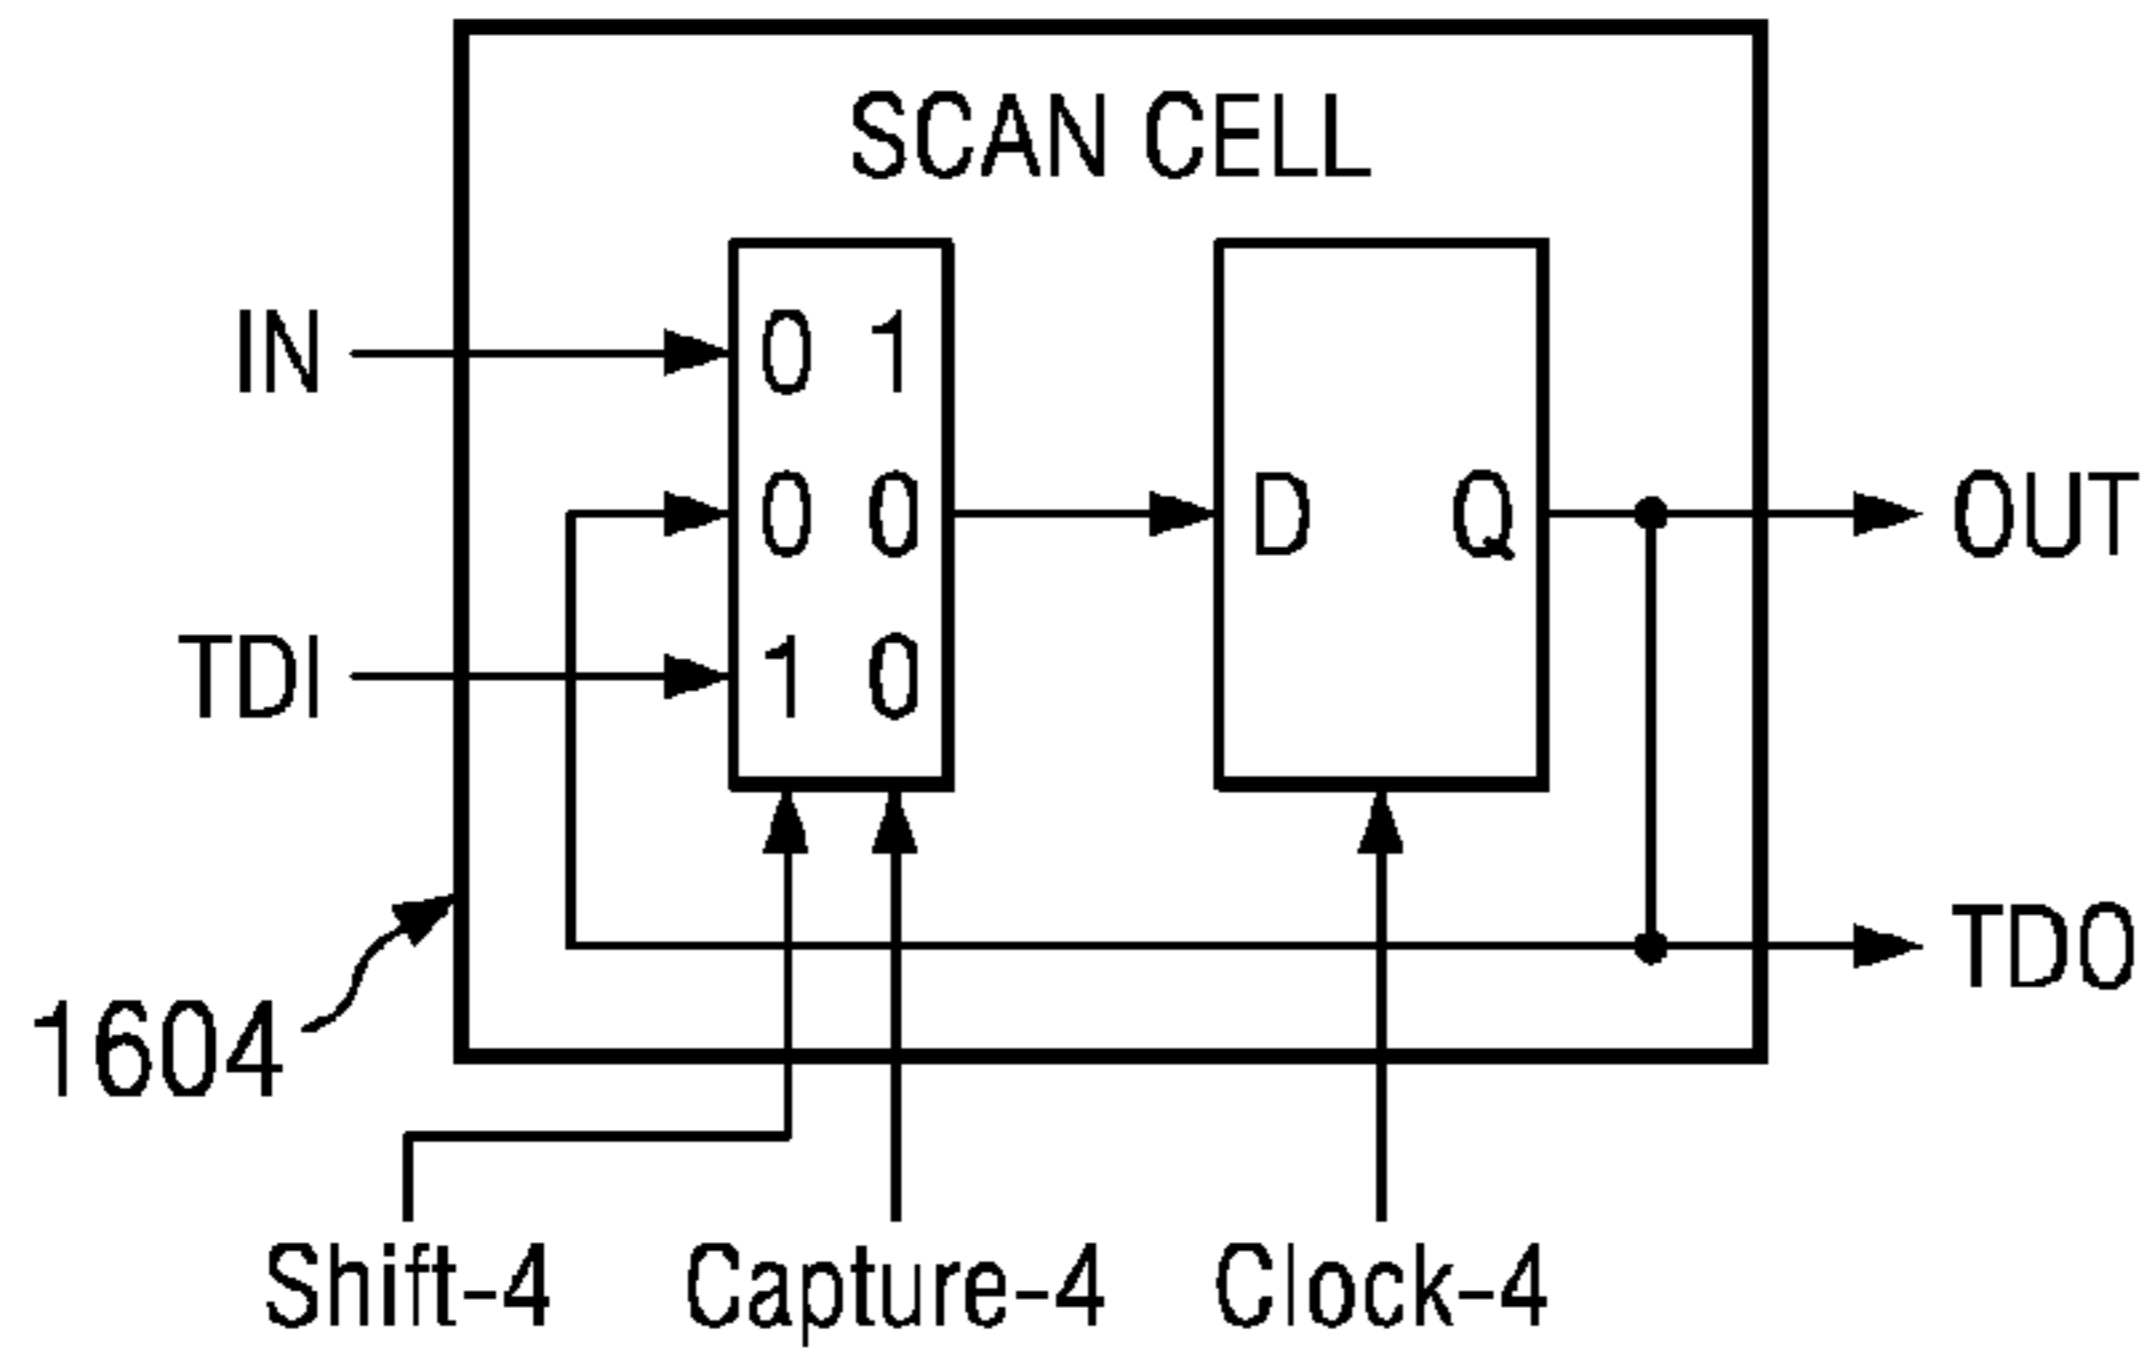 SCAN CELL
IN
0 1
0 0
D Q
OUT
TDI
1 0
TDO
1604
Shift-4
Capture-4
Clock-4